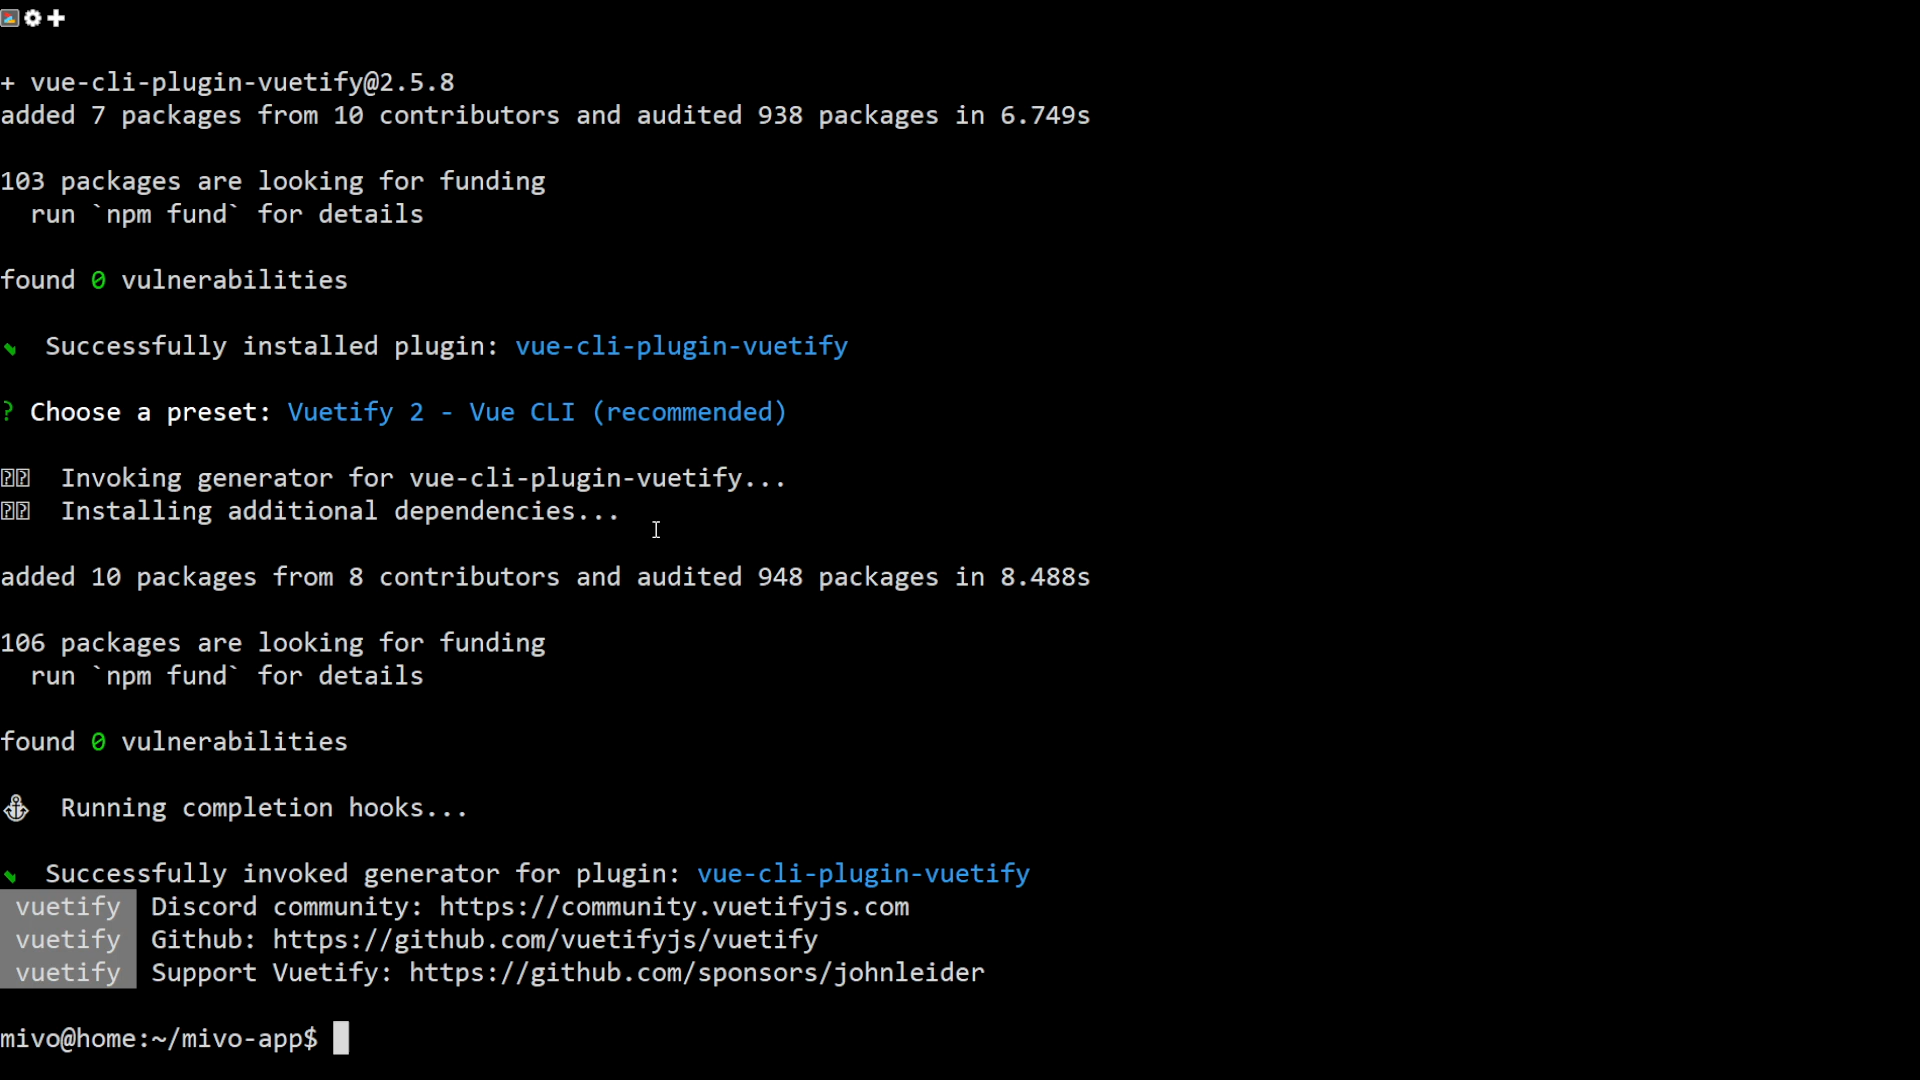 + vue-cli-plugin-vuetify@2.5.8
added 7 packages from 10 contributors and audited 938 packages in 6.749s
103 packages are looking for funding
run `npm fund` for details
found 0 vulnerabilities
Successfully installed plugin: vue-cli-plugin-vuetify
? Choose a preset: Vuetify 2 - Vue CLI (recommended)
Invoking generator for vue-cli-plugin-vuetify...
Installing additional dependencies...
added 10 packages from 8 contributors and audited 948 packages in 8.488s
106 packages are looking for funding
run `npm fund` for details
found 0 vulnerabilities
⚓ Running completion hooks...
Successfully invoked generator for plugin: vue-cli-plugin-vuetify
vuetify Discord community: https://community.vuetifyjs.com
vuetify Github: https://github.com/vuetifyjs/vuetify
vuetify Support Vuetify: https://github.com/sponsors/johnleider
mivo@home:~/mivo-app$